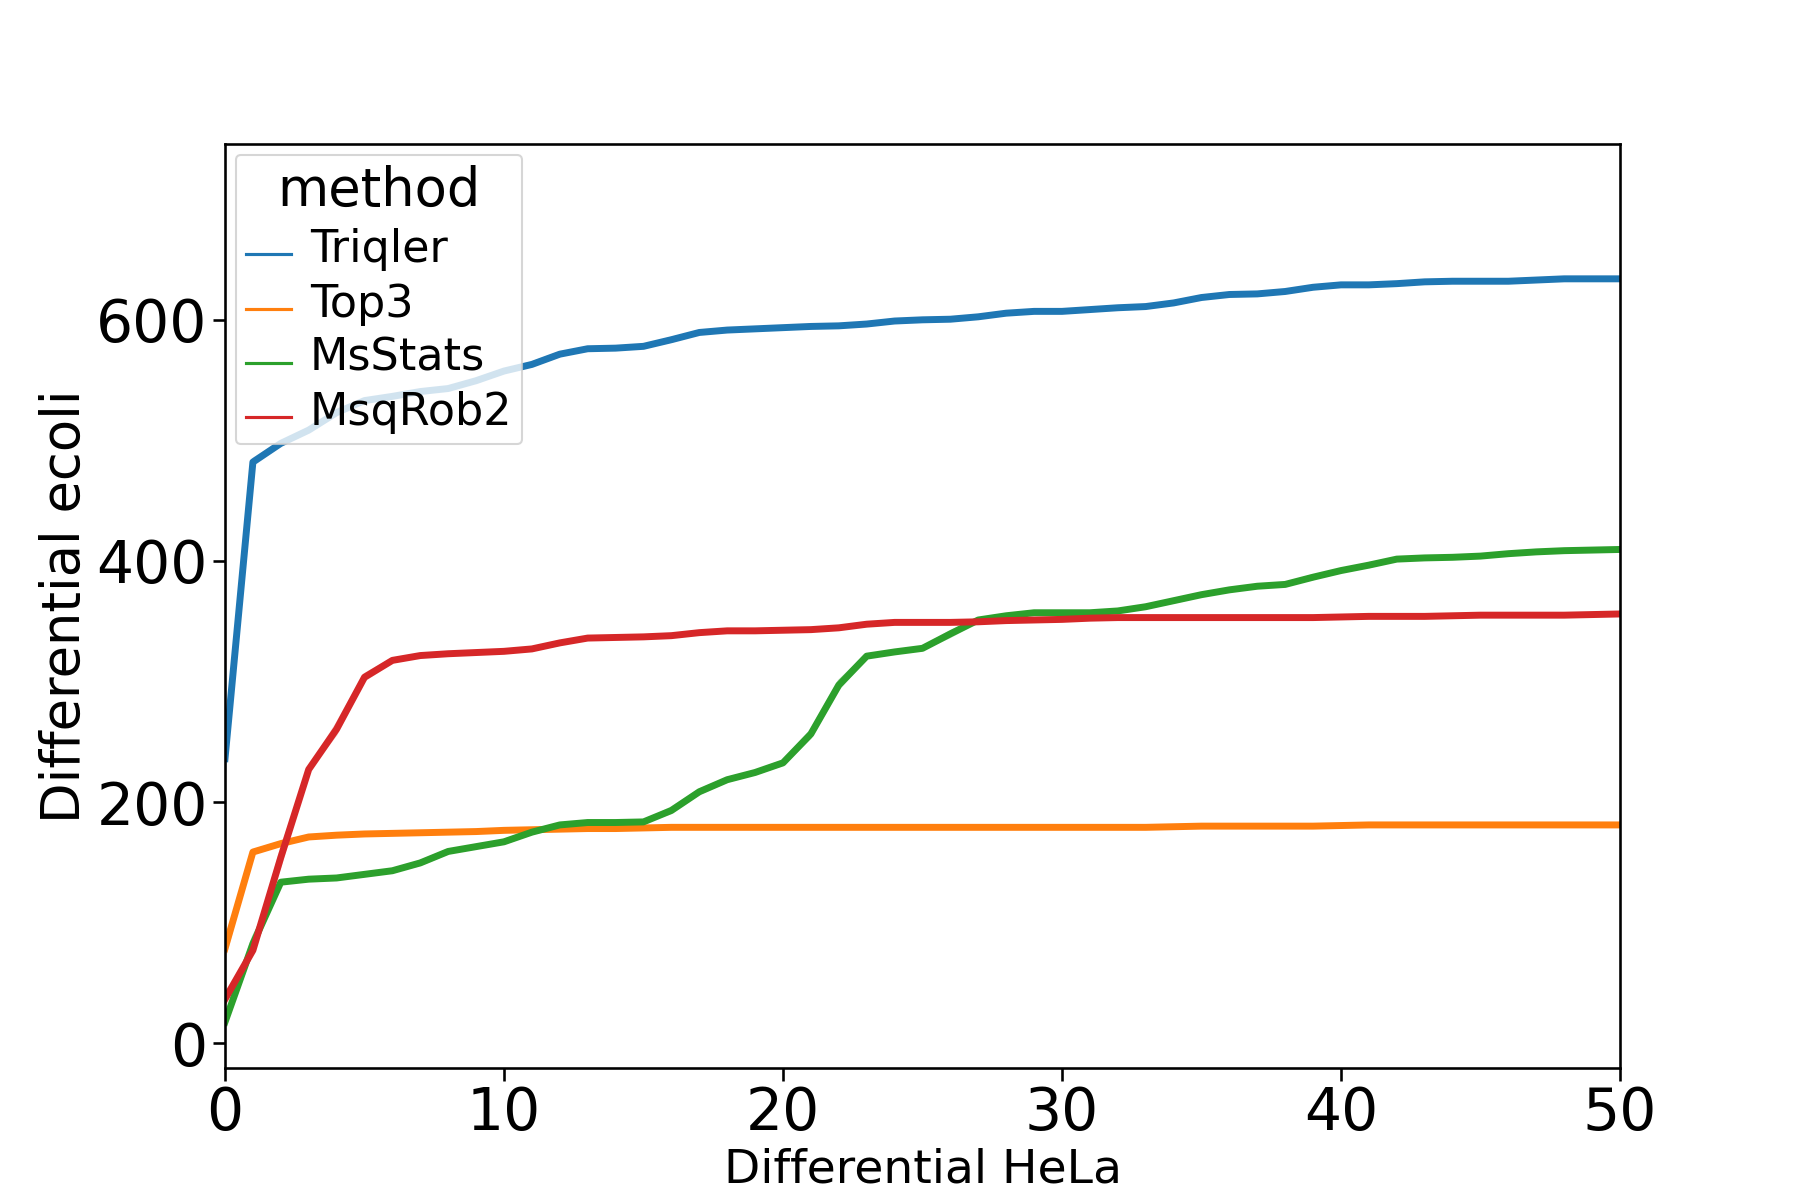 method
Triqler
Top3
MsStats
MsqRob2
Differential ecoli
600
400
200
0
0 10 20 30 40 50
Differential HeLa